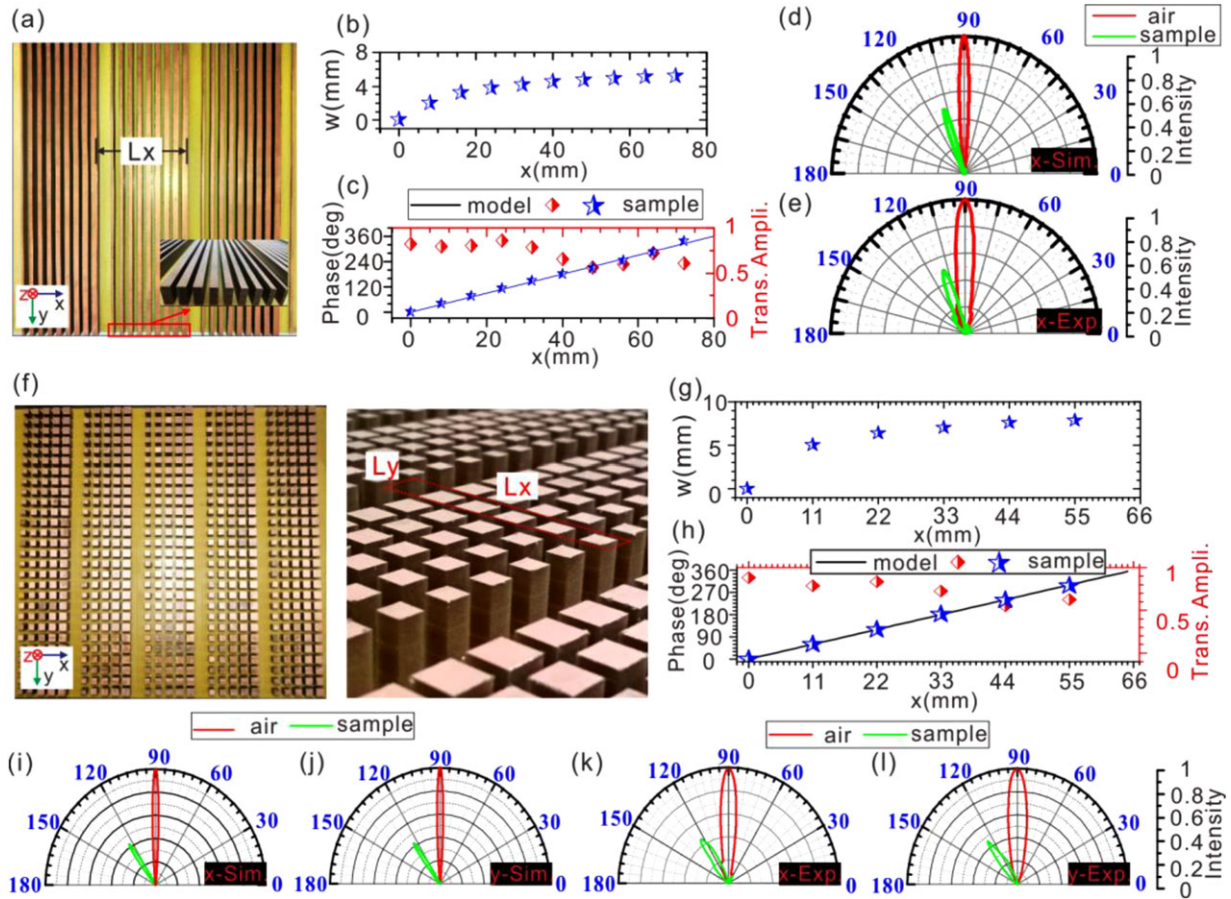 (a)
Lx
z x
y
(b)
w(mm)
8
4
0
0 20 40 60 80
x(mm)
(c)
model sample
Phase(deg)
360
240
120
0
1
0.5
0
Trans. Ampli.
0 20 40 60 80
x(mm)
(d)
air
sample
90
120 60
150 30
180 0
x-Sim.
1
0.8
0.6
0.4
0.2
0
Intensity
(e)
90
120 60
150 30
180 0
x-Exp.
1
0.8
0.6
0.4
0.2
0
Intensity
(f)
z x
y
Ly
Lx
(g)
w(mm)
10
5
0
0 11 22 33 44 55 66
x(mm)
(h)
model sample
Phase(deg)
360
270
180
90
0
1
0.5
0
Trans. Ampli.
0 11 22 33 44 55 66
x(mm)
air sample
air sample
(i)
90
120 60
150 30
180 0
x-Sim.
(j)
90
120 60
150 30
180 0
y-Sim.
(k)
90
120 60
150 30
180 0
x-Exp.
(l)
90
120 60
150 30
180 0
y-Exp.
1
0.8
0.6
0.4
0.2
0
Intensity